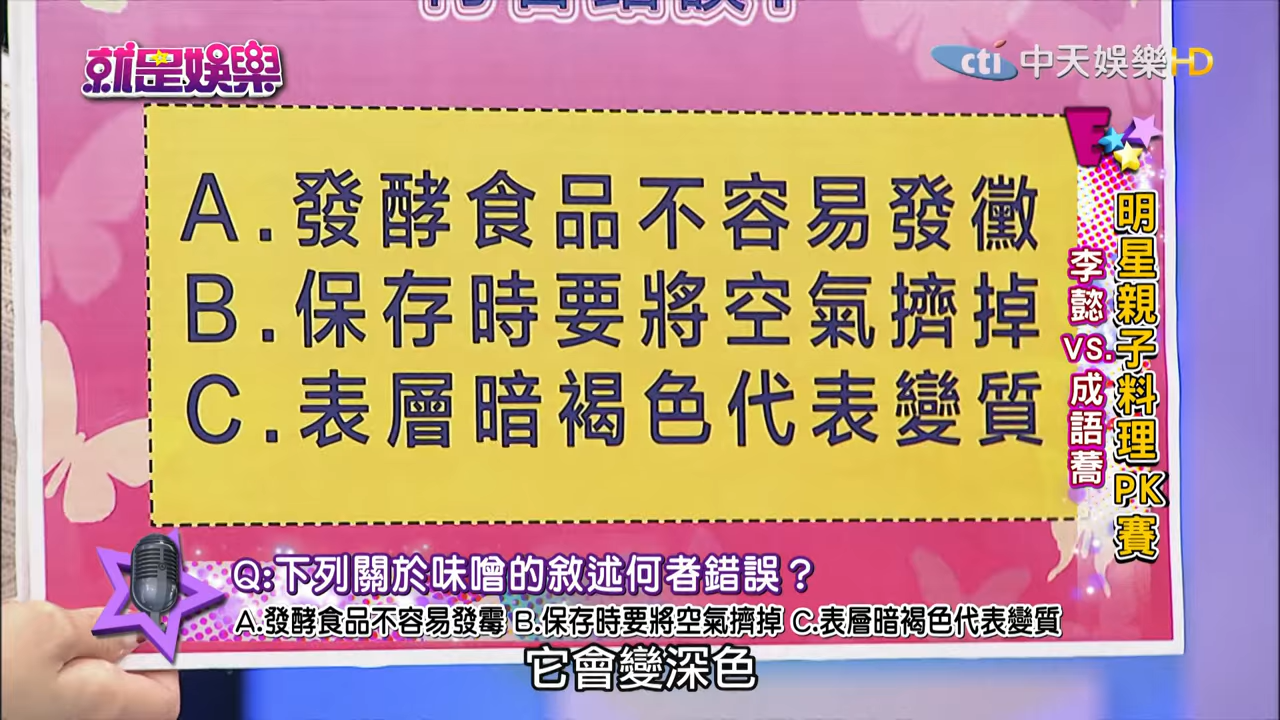 就是娛樂
cti 中天娛樂HD
A.發酵食品不容易發黴
B.保存時要將空氣擠掉
C.表層暗褐色代表變質
E
明星親子料理PK賽
李懿VS.成語蕎
Q:下列關於味噌的敘述何者錯誤？
A.發酵食品不容易發霉 B.保存時要將空氣擠掉 C.表層暗褐色代表變質
它會變深色